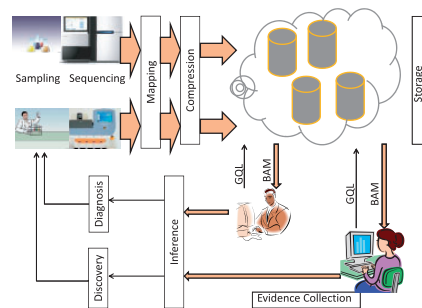 Sampling Sequencing
Mapping
Compression
Storage
GQL
BAM
GQL
BAM
Diagnosis
Inference
Discovery
Evidence Collection